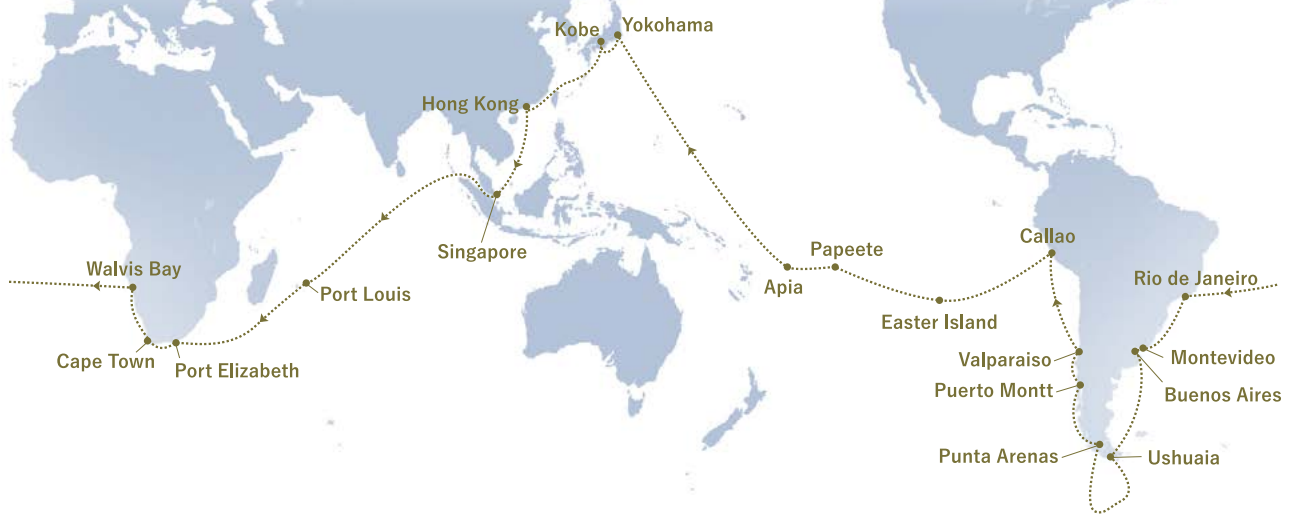 Kobe
Yokohama
Hong Kong
Singapore
Walvis Bay
Port Louis
Cape Town
Port Elizabeth
Papeete
Apia
Easter Island
Callao
Rio de Janeiro
Valparaiso
Montevideo
Puerto Montt
Buenos Aires
Punta Arenas
Ushuaia